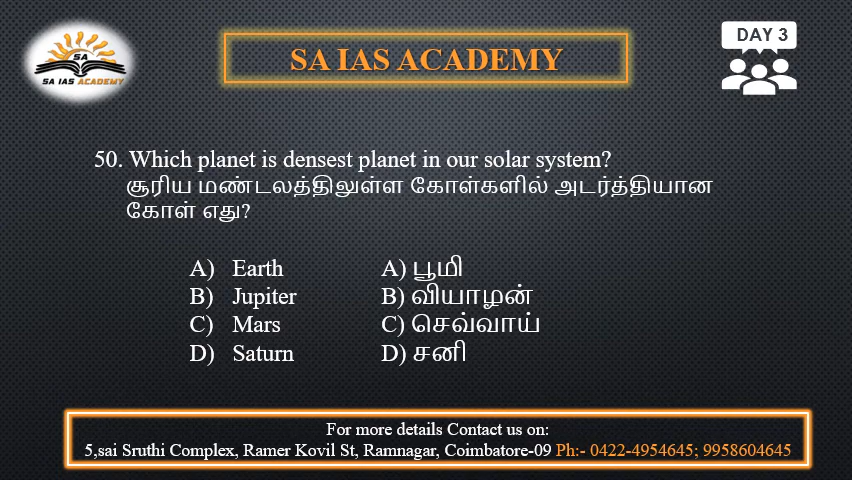 SA
SA IAS ACADEMY
SA IAS ACADEMY
DAY 3
50. Which planet is densest planet in our solar system?
சூரிய மண்டலத்திலுள்ள கோள்களில் அடர்த்தியான
கோள் எது?
A) Earth A) பூமி
B) Jupiter B) வியாழன்
C) Mars C) செவ்வாய்
D) Saturn D) சனி
For more details Contact us on:
5,sai Sruthi Complex, Ramer Kovil St, Ramnagar, Coimbatore-09 Ph:- 0422-4954645; 9958604645